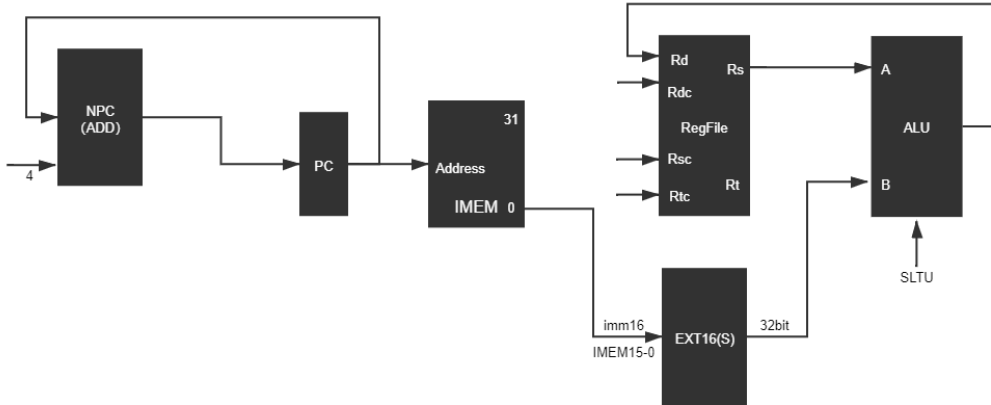 NPC
(ADD)
4
PC
31
Address
IMEM 0
Rd
Rs
Rdc
RegFile
Rsc
Rt
Rtc
A
ALU
B
SLTU
imm16
IMEM15-0
EXT16(S)
32bit